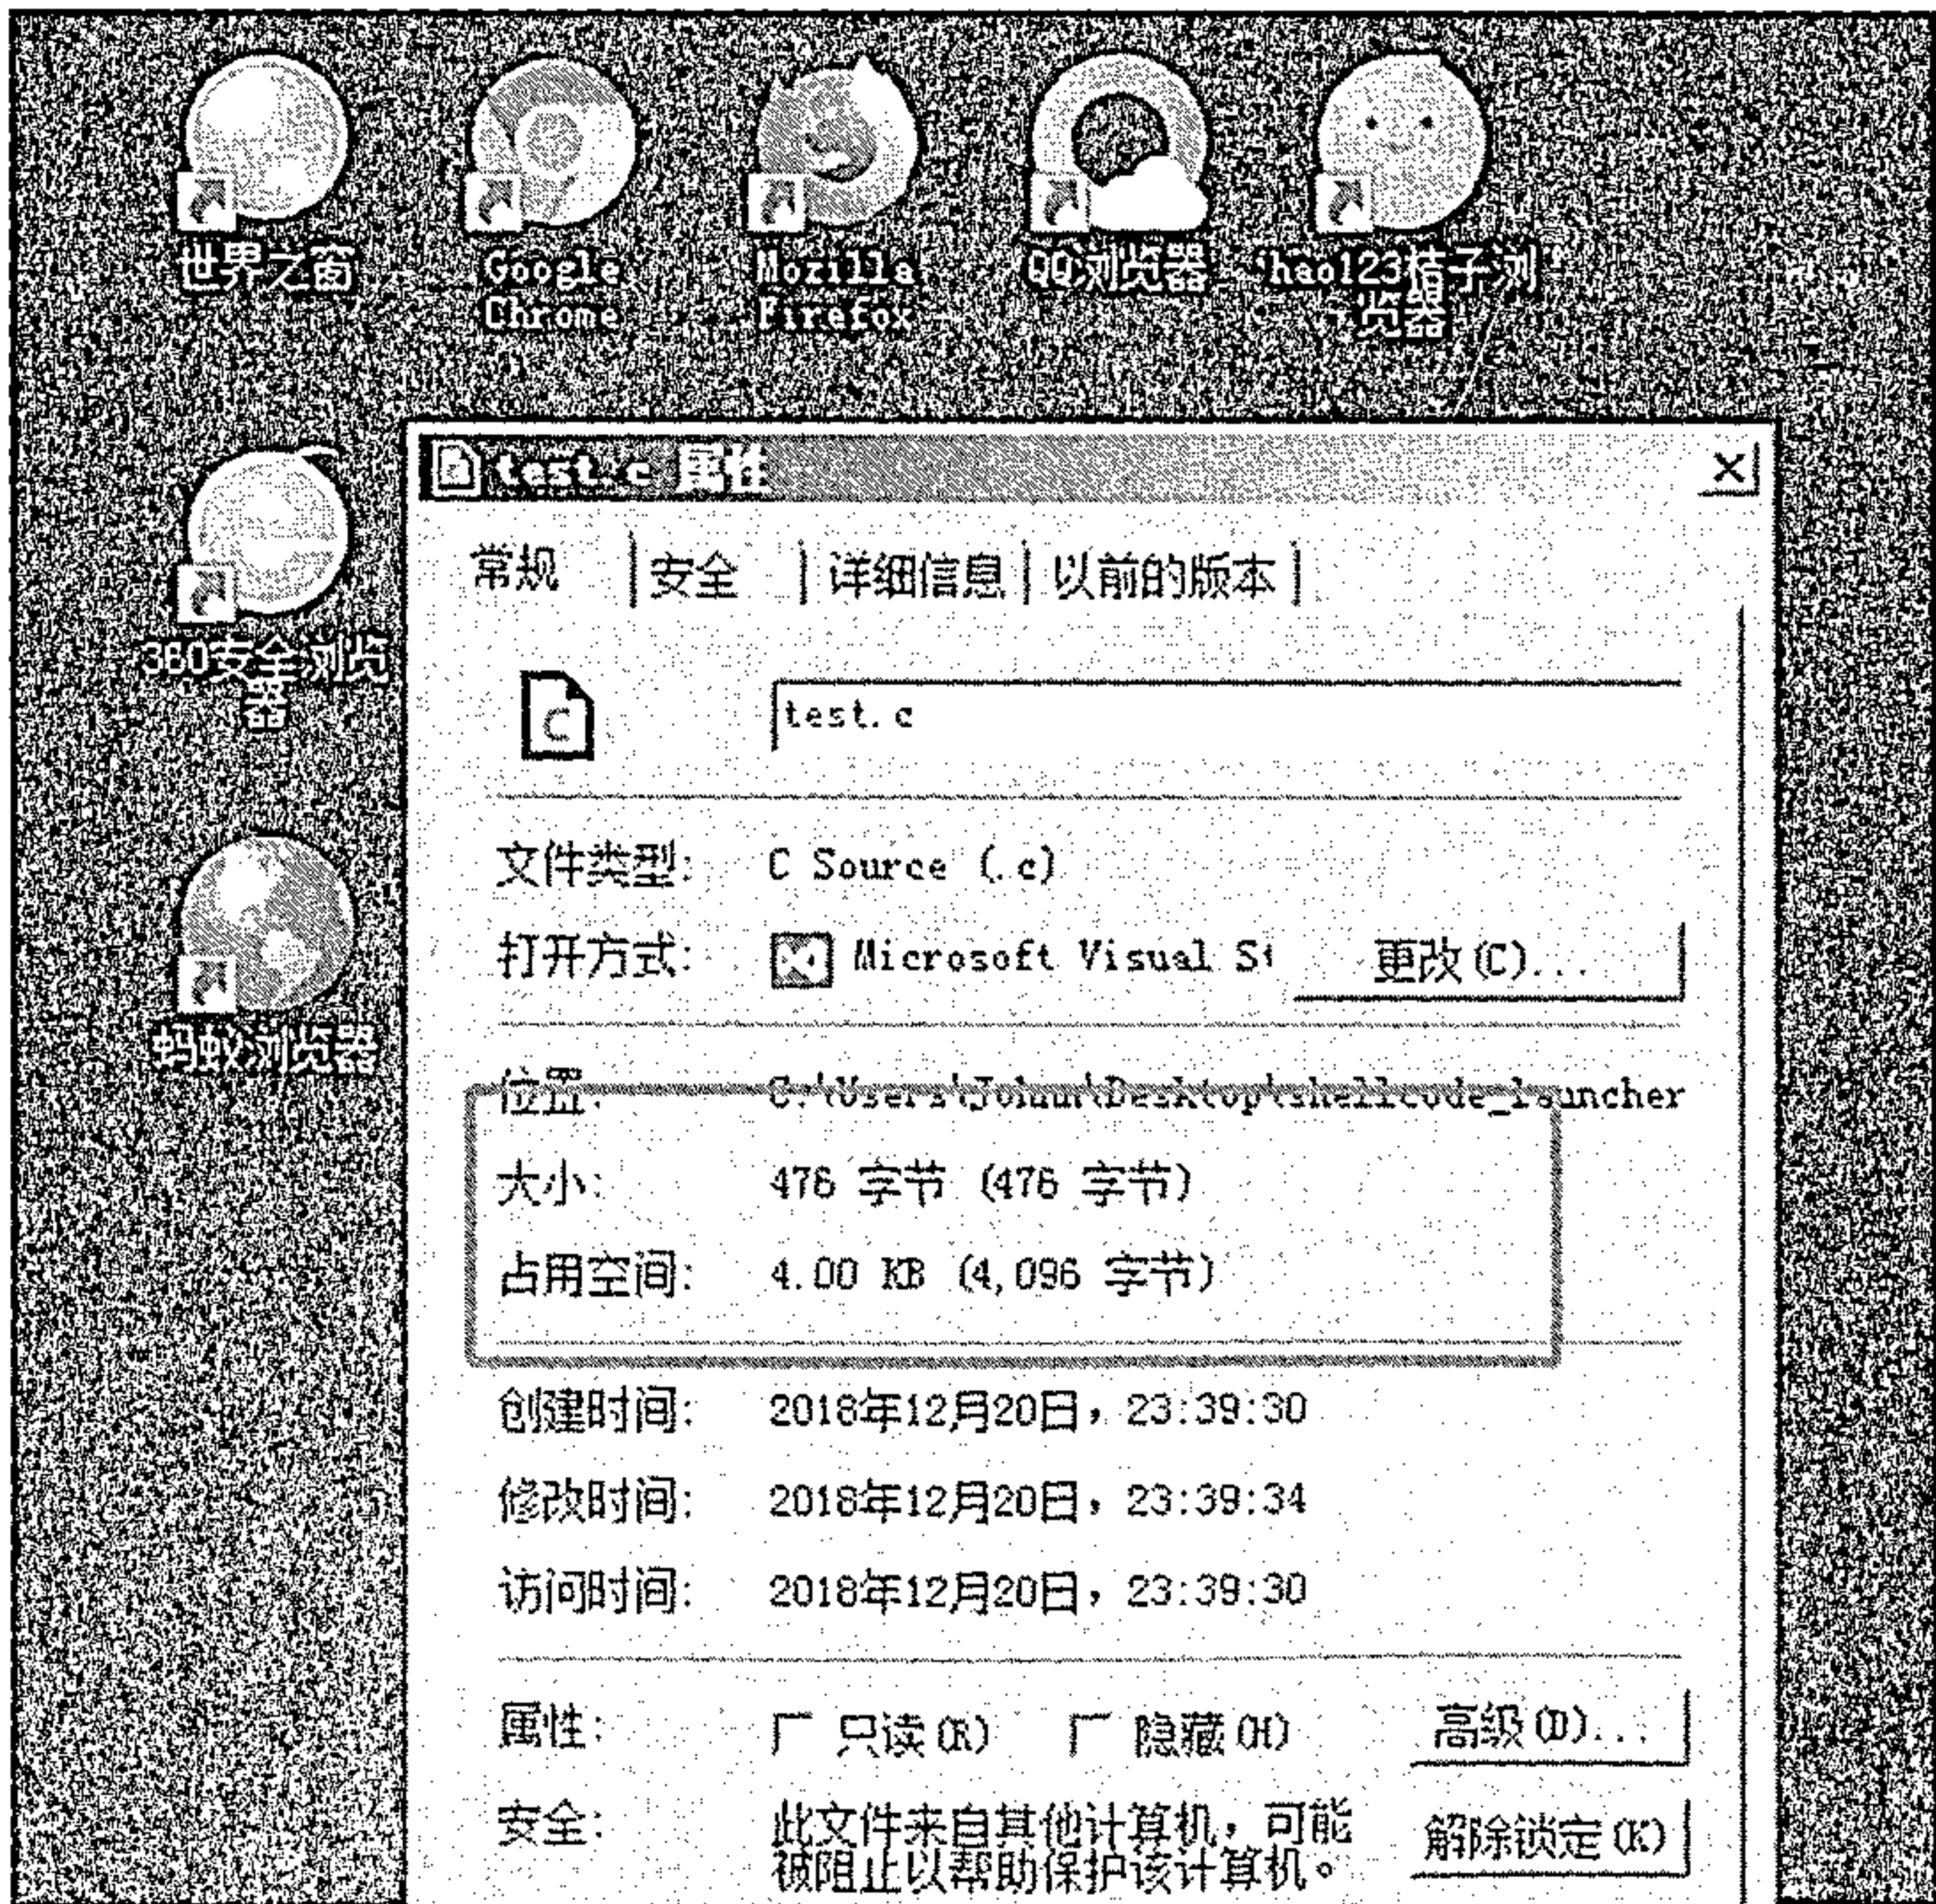 世界之窗
Google Chrome
Mozilla Firefox
QQ浏览器
hao123桔子浏览器
360安全浏览器
蚂蚁浏览器
test.c 属性
常规 安全 详细信息 以前的版本
test.c
文件类型: C Source (.c)
打开方式: Microsoft Visual St 更改(C)...
位置: C:\Users\John\Desktop\shellcode_launcher
大小: 476 字节 (476 字节)
占用空间: 4.00 KB (4,096 字节)
创建时间: 2018年12月20日，23:39:30
修改时间: 2018年12月20日，23:39:34
访问时间: 2018年12月20日，23:39:30
属性: 只读(R) 隐藏(H) 高级(D)...
安全: 此文件来自其他计算机，可能 解除锁定(K)
被阻止以帮助保护该计算机。